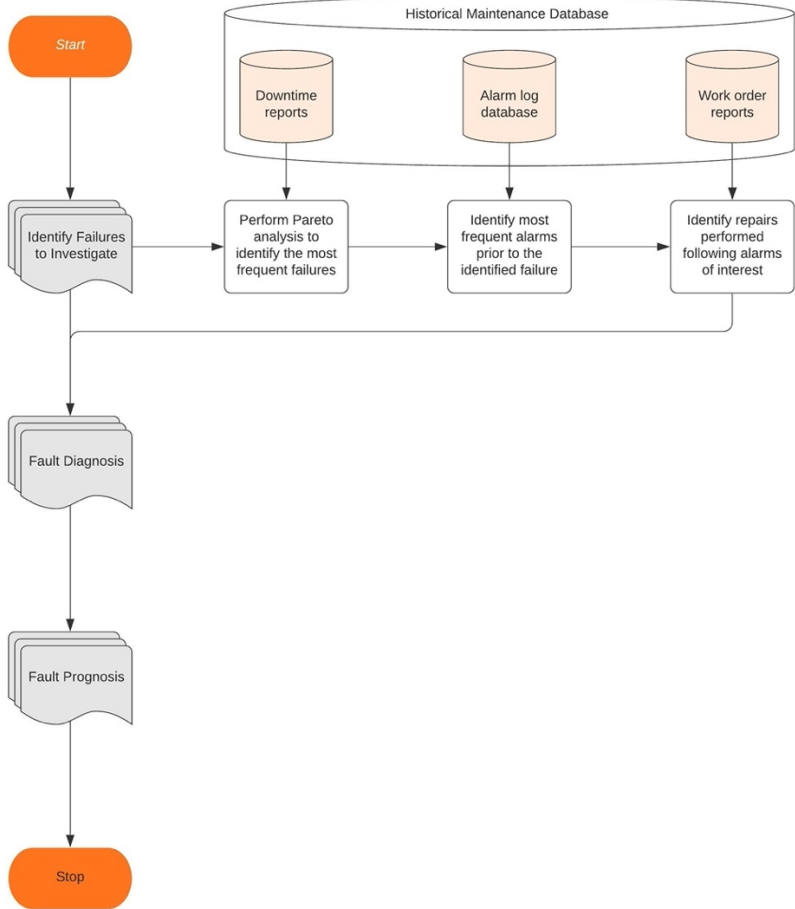 Start
Historical Maintenance Database
Downtime
reports
Alarm log
database
Work order
reports
Identify Failures
to Investigate
Perform Pareto
analysis to
identify the most
frequent failures
Identify most
frequent alarms
prior to the
identified failure
Identify repairs
performed
following alarms
of interest
Fault Diagnosis
Fault Prognosis
Stop